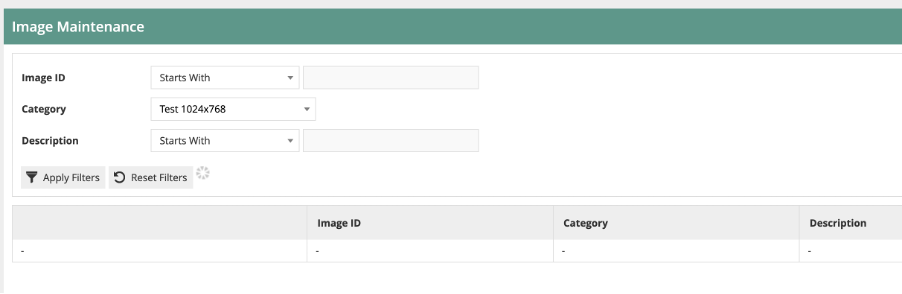 Image Maintenance
Image ID Starts With
Category Test 1024x768
Description Starts With
Apply Filters Reset Filters
Image ID Category Description
- - - -